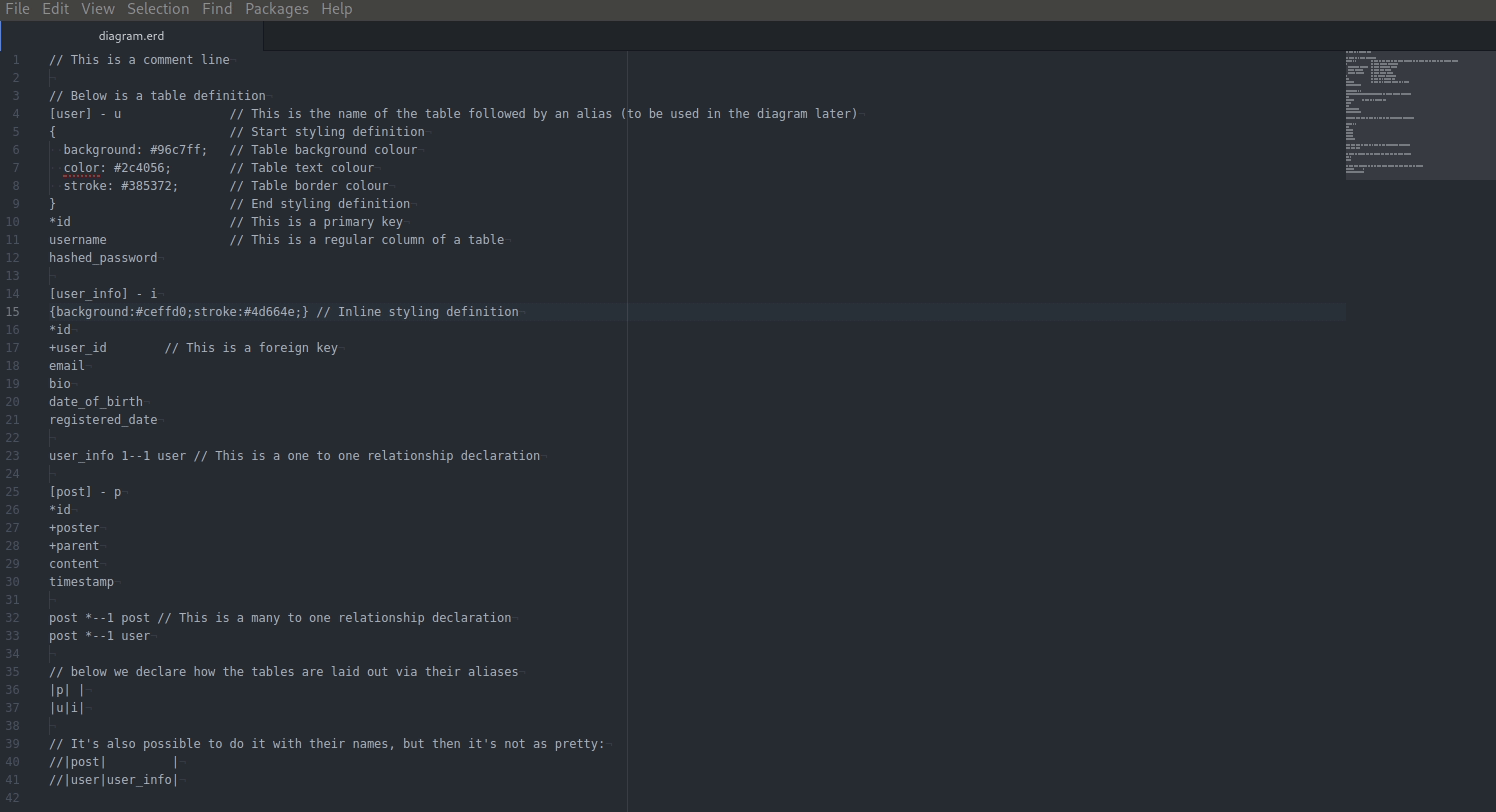 File Edit View Selection Find Packages Help
diagram.erd
1 // This is a comment line
2
3 // Below is a table definition
4 [user] - u               // This is the name of the table followed by an alias (to be used in the diagram later)
5 {                        // Start styling definition
6   background: #96c7ff;   // Table background colour
7   color: #2c4056;        // Table text colour
8   stroke: #385372;       // Table border colour
9 }                        // End styling definition
10 *id                      // This is a primary key
11 username                 // This is a regular column of a table
12 hashed_password
13
14 [user_info] - i
15 {background:#ceffd0;stroke:#4d664e;} // Inline styling definition
16 *id
17 +user_id        // This is a foreign key
18 email
19 bio
20 date_of_birth
21 registered_date
22
23 user_info 1--1 user // This is a one to one relationship declaration
24
25 [post] - p
26 *id
27 +poster
28 +parent
29 content
30 timestamp
31
32 post *--1 post // This is a many to one relationship declaration
33 post *--1 user
34
35 // below we declare how the tables are laid out via their aliases
36 |p| |
37 |u|i|
38
39 // It's also possible to do it with their names, but then it's not as pretty:
40 //|post|         |
41 //|user|user_info|
42